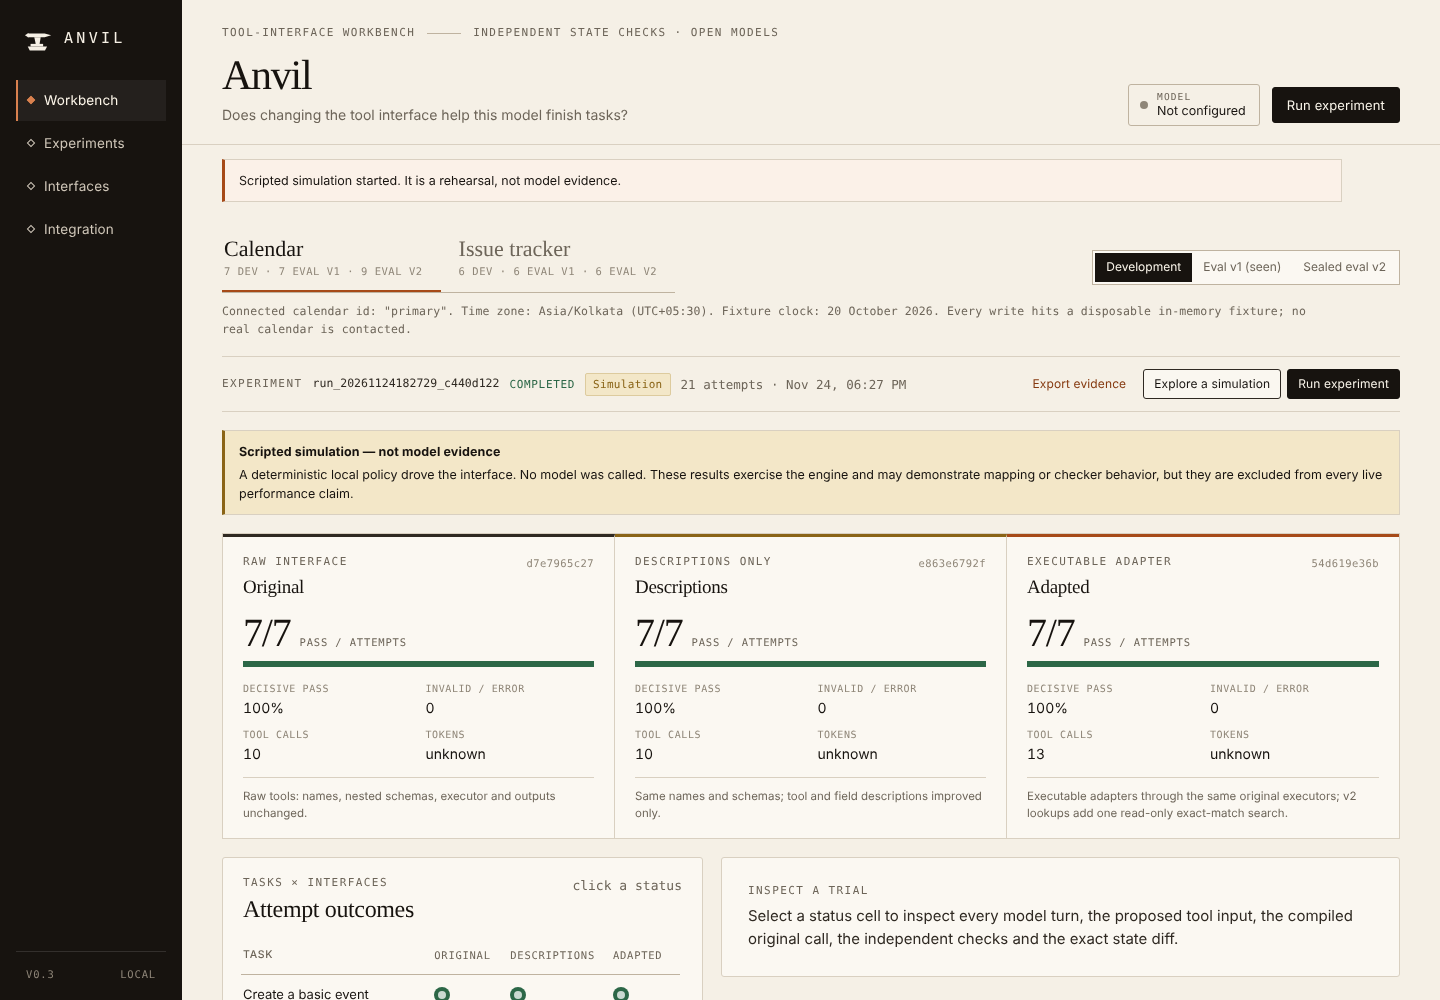 ANVIL
Workbench
Experiments
Interfaces
Integration
V0.3 LOCAL
TOOL-INTERFACE WORKBENCH INDEPENDENT STATE CHECKS · OPEN MODELS
Anvil
Does changing the tool interface help this model finish tasks?
MODEL
Not configured
Run experiment
Scripted simulation started. It is a rehearsal, not model evidence.
Calendar
7 DEV · 7 EVAL V1 · 9 EVAL V2
Issue tracker
6 DEV · 6 EVAL V1 · 6 EVAL V2
Development Eval v1 (seen) Sealed eval v2
Connected calendar id: "primary". Time zone: Asia/Kolkata (UTC+05:30). Fixture clock: 20 October 2026. Every write hits a disposable in-memory fixture; no
real calendar is contacted.
EXPERIMENT run_20261124182729_c440d122 COMPLETED Simulation 21 attempts · Nov 24, 06:27 PM Export evidence Explore a simulation Run experiment
Scripted simulation — not model evidence
A deterministic local policy drove the interface. No model was called. These results exercise the engine and may demonstrate mapping or checker behavior, but they are excluded from every live
performance claim.
RAW INTERFACE d7e7965c27
Original
7/7 PASS / ATTEMPTS
DECISIVE PASS INVALID / ERROR
100% 0
TOOL CALLS TOKENS
10 unknown
Raw tools: names, nested schemas, executor and outputs
unchanged.
DESCRIPTIONS ONLY e863e6792f
Descriptions
7/7 PASS / ATTEMPTS
DECISIVE PASS INVALID / ERROR
100% 0
TOOL CALLS TOKENS
10 unknown
Same names and schemas; tool and field descriptions improved
only.
EXECUTABLE ADAPTER 54d619e36b
Adapted
7/7 PASS / ATTEMPTS
DECISIVE PASS INVALID / ERROR
100% 0
TOOL CALLS TOKENS
13 unknown
Executable adapters through the same original executors; v2
lookups add one read-only exact-match search.
TASKS × INTERFACES click a status
Attempt outcomes
TASK ORIGINAL DESCRIPTIONS ADAPTED
Create a basic event
INSPECT A TRIAL
Select a status cell to inspect every model turn, the proposed tool input, the compiled
original call, the independent checks and the exact state diff.